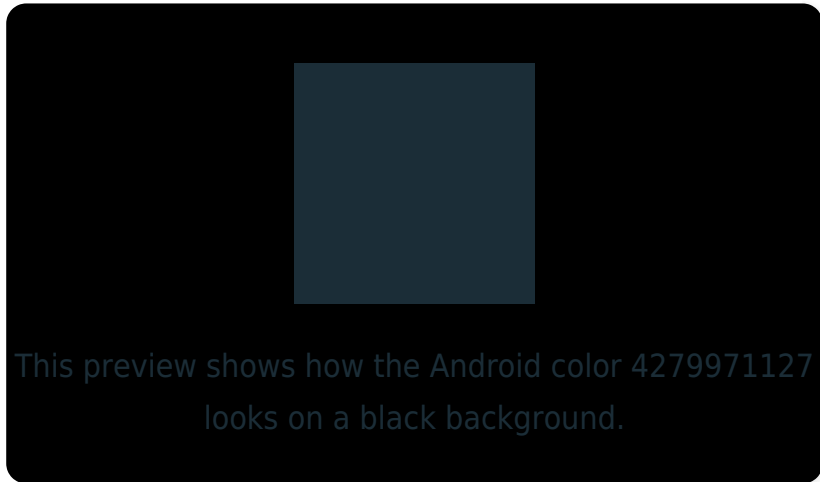 This preview shows how the Android color 4279971127
looks on a black background.